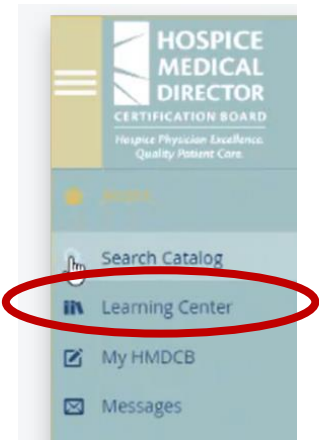 HOSPICE
MEDICAL
DIRECTOR
CERTIFICATION BOARD
Hospice Physician Excellence.
Quality Patient Care.
Search Catalog
Learning Center
My HMDCB
Messages